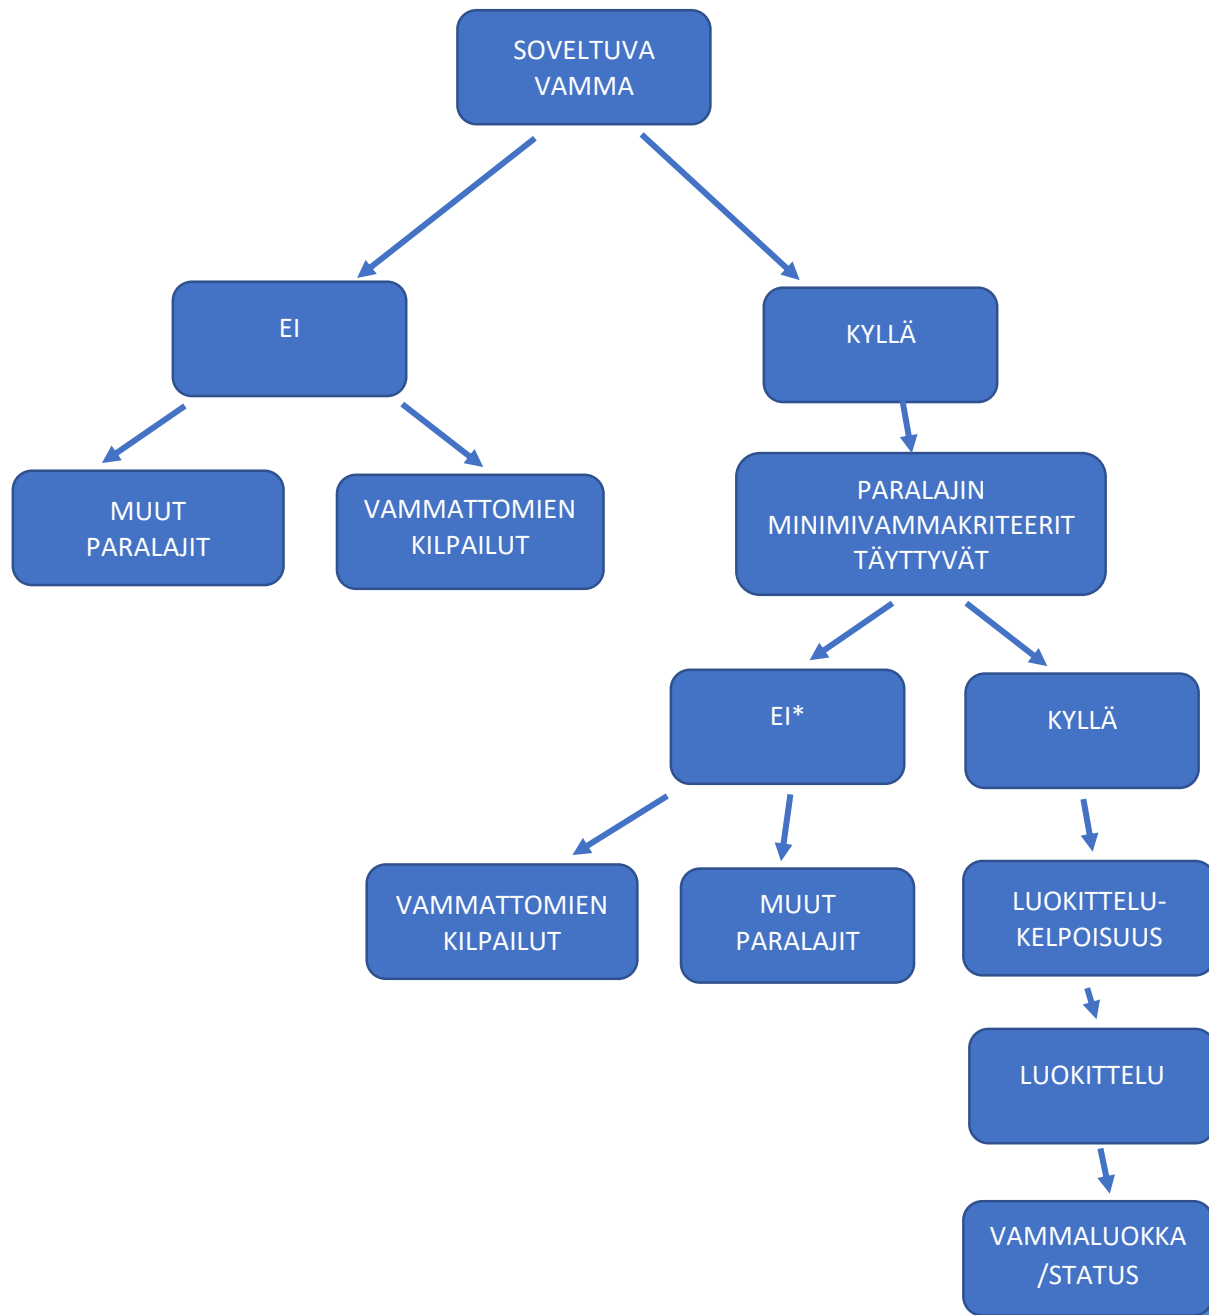 SOVELTUVA
VAMMA
EI
KYLLÄ
MUUT
PARALAJIT
VAMMATTOMIEN
KILPAILUT
PARALAJIN
MINIMIVAMMAKRITEERIT
TÄYTTYVÄT
EI*
KYLLÄ
VAMMATTOMIEN
KILPAILUT
MUUT
PARALAJIT
LUOKITTELU-
KELPOISUUS
LUOKITTELU
VAMMALUOKKA
/STATUS